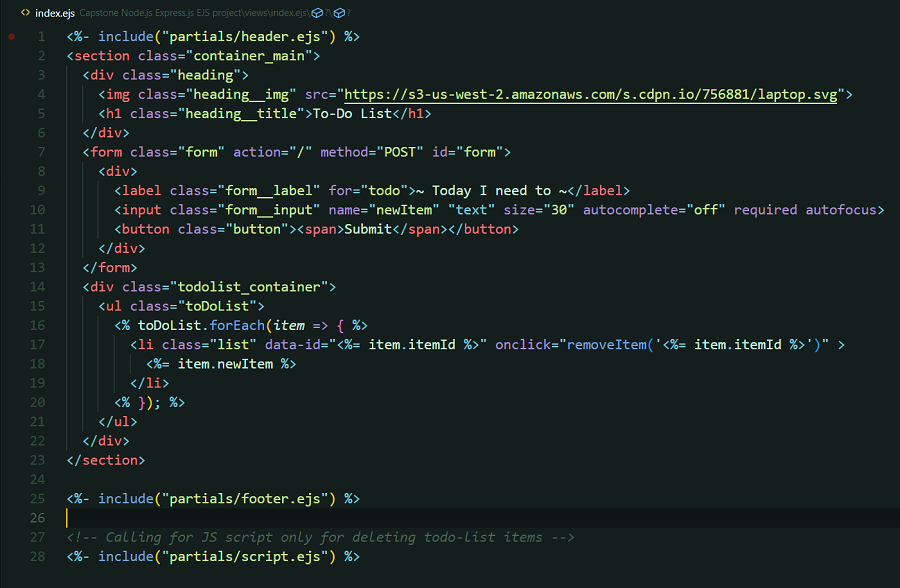 index.ejs Capstone Node.js Express.js EJS project\views\index.ejs\?\?
1 <%- include("partials/header.ejs") %>
2 <section class="container_main">
3 <div class="heading">
4 <img class="heading__img" src="https://s3-us-west-2.amazonaws.com/s.cdpn.io/756881/laptop.svg">
5 <h1 class="heading__title">To-Do List</h1>
6 </div>
7 <form class="form" action="/" method="POST" id="form">
8 <div>
9 <label class="form__label" for="todo">~ Today I need to ~</label>
10 <input class="form__input" name="newItem" "text" size="30" autocomplete="off" required autofocus>
11 <button class="button"><span>Submit</span></button>
12 </div>
13 </form>
14 <div class="todolist_container">
15 <ul class="toDoList">
16 <% toDoList.forEach(item => { %>
17 <li class="list" data-id="<%= item.itemId %>" onclick="removeItem('<%= item.itemId %>')" >
18 <%= item.newItem %>
19 </li>
20 <% }); %>
21 </ul>
22 </div>
23 </section>
24
25 <%- include("partials/footer.ejs") %>
26
27 <!-- Calling for JS script only for deleting todo-list items -->
28 <%- include("partials/script.ejs") %>